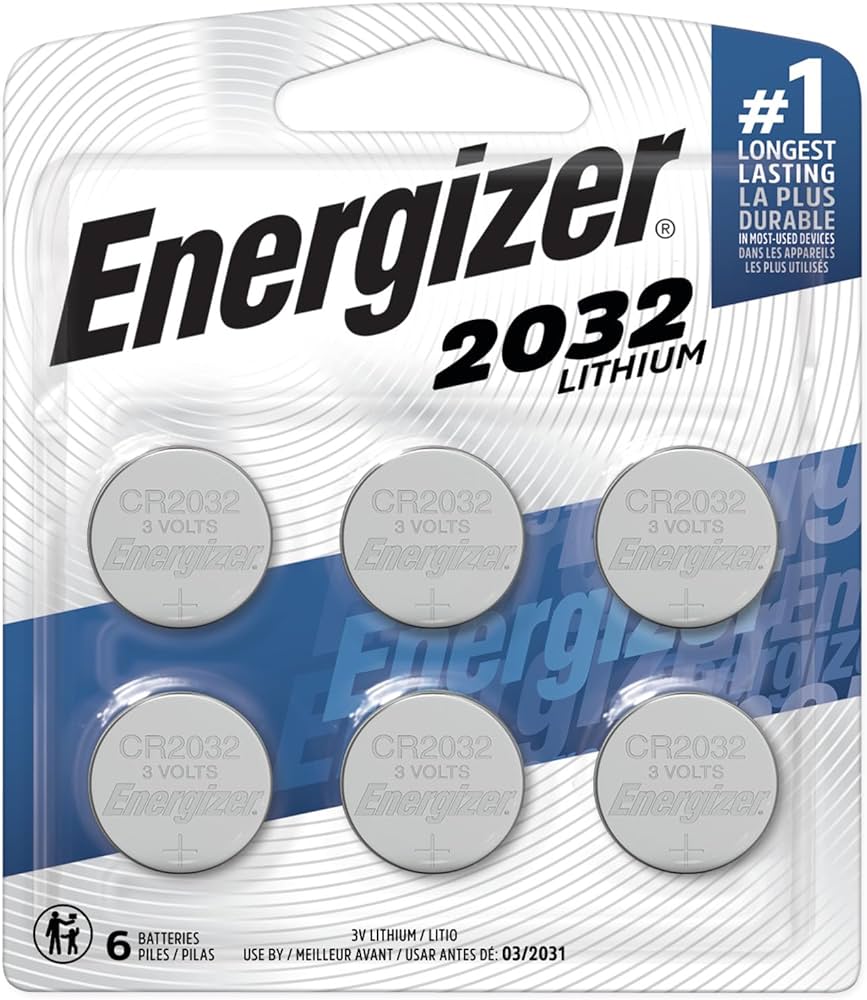 #1
LONGEST
LASTING
LA PLUS
DURABLE
IN MOST-USED DEVICES
DANS LES APPAREILS
LES PLUS UTILISÉS
Energizer®
2032
LITHIUM
CR2032
3 VOLTS
Energizer.
+
CR2032
3 VOLTS
Energizer.
+
CR2032
3 VOLTS
Energizer.
+
Energizer
CR2032
3 VOLTS
Energizer.
+
CR2032
3 VOLTS
Energizer.
+
CR2032
3 VOLTS
Energizer.
+
6 BATTERIES
PILES / PILAS
3V LITHIUM / LITIO
USE BY / MEILLEUR AVANT / USAR ANTES DÉ: 03/2031